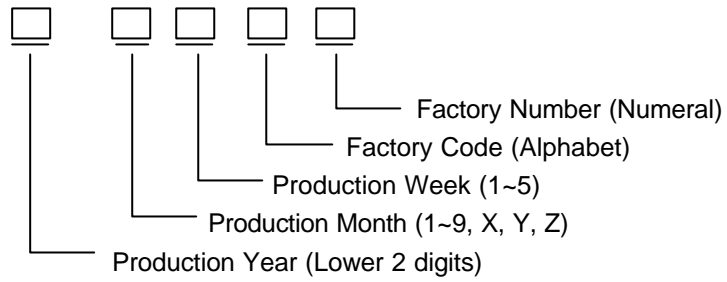 Factory Number (Numeral)
Factory Code (Alphabet)
Production Week (1~5)
Production Month (1~9, X, Y, Z)
Production Year (Lower 2 digits)